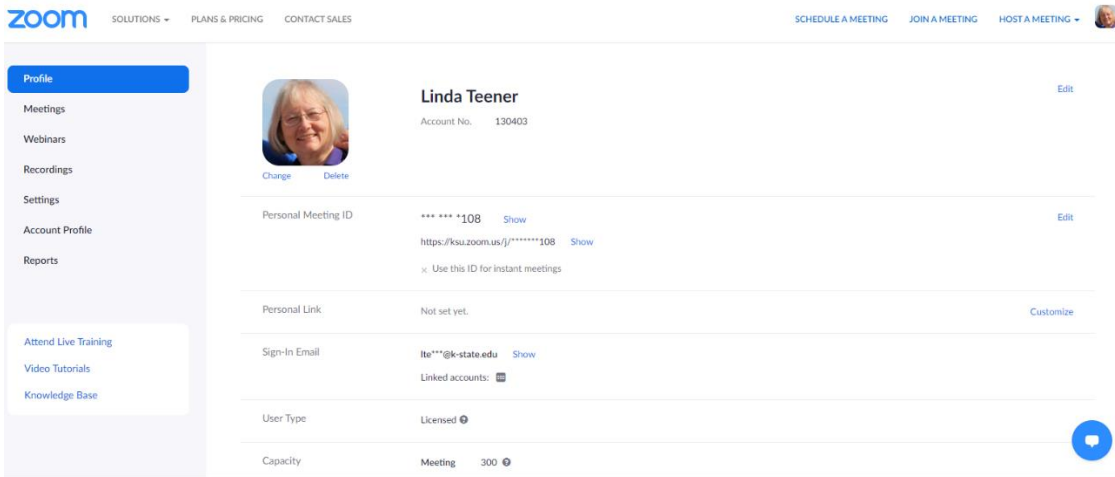 zoom SOLUTIONS PLANS & PRICING CONTACT SALES SCHEDULE A MEETING JOIN A MEETING HOST A MEETING
Profile
Meetings
Webinars
Recordings
Settings
Account Profile
Reports
Attend Live Training
Video Tutorials
Knowledge Base
Linda Teener Edit
Account No. 130403
Change Delete
Personal Meeting ID *** *** *108 Show Edit
https://ksu.zoom.us/j/*******108 Show
× Use this ID for instant meetings
Personal Link Not set yet. Customize
Sign-In Email lte***@k-state.edu Show
Linked accounts:
User Type Licensed
Capacity Meeting 300